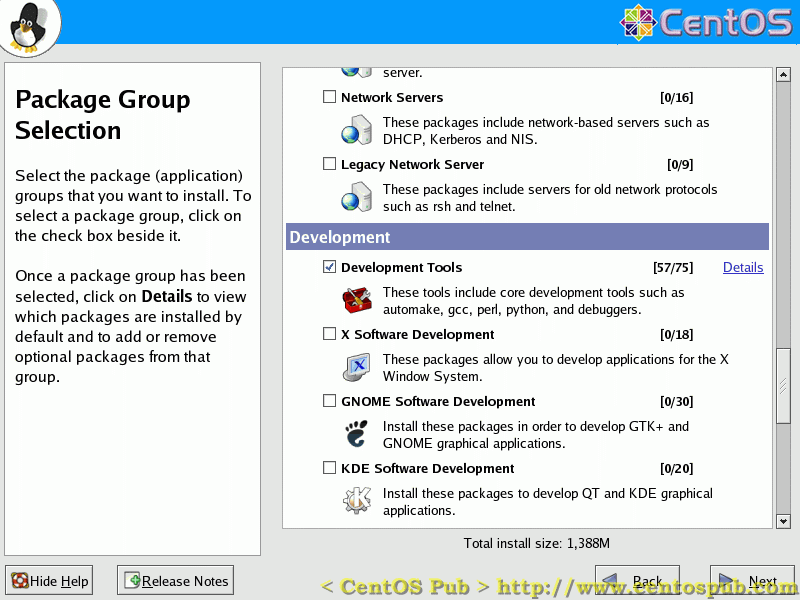 CentOS
Package Group
Selection
Select the package (application)
groups that you want to install. To
select a package group, click on
the check box beside it.
Once a package group has been
selected, click on Details to view
which packages are installed by
default and to add or remove
optional packages from that
group.
server.
Network Servers [0/16]
These packages include network-based servers such as
DHCP, Kerberos and NIS.
Legacy Network Server [0/9]
These packages include servers for old network protocols
such as rsh and telnet.
Development
Development Tools [57/75] Details
These tools include core development tools such as
automake, gcc, perl, python, and debuggers.
X Software Development [0/18]
These packages allow you to develop applications for the X
Window System.
GNOME Software Development [0/30]
Install these packages in order to develop GTK+ and
GNOME graphical applications.
KDE Software Development [0/20]
Install these packages to develop QT and KDE graphical
applications.
Total install size: 1,388M
Hide Help Release Notes Back Next
< CentOS Pub > http://www.centospub.com